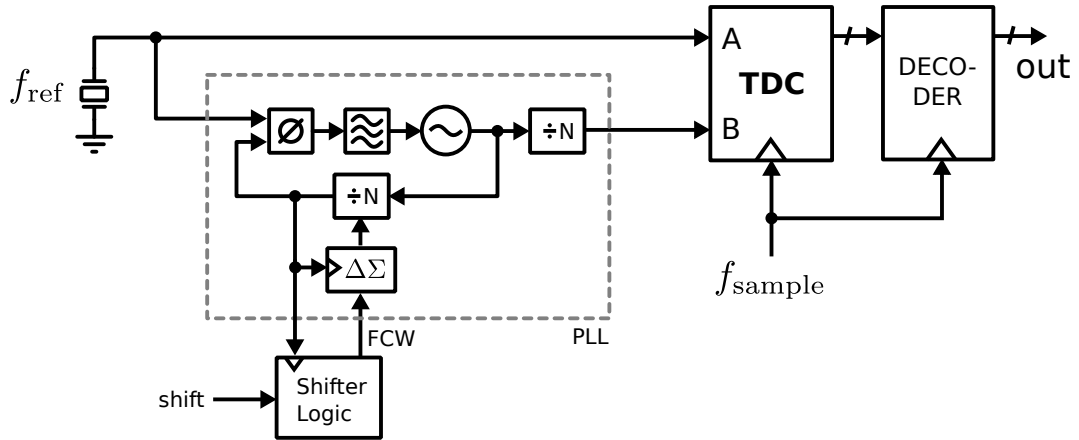 f_ref
A
TDC
B
DECO-
DER
out
Ø
÷N
÷N
ΔΣ
f_sample
FCW
PLL
shift
Shifter
Logic